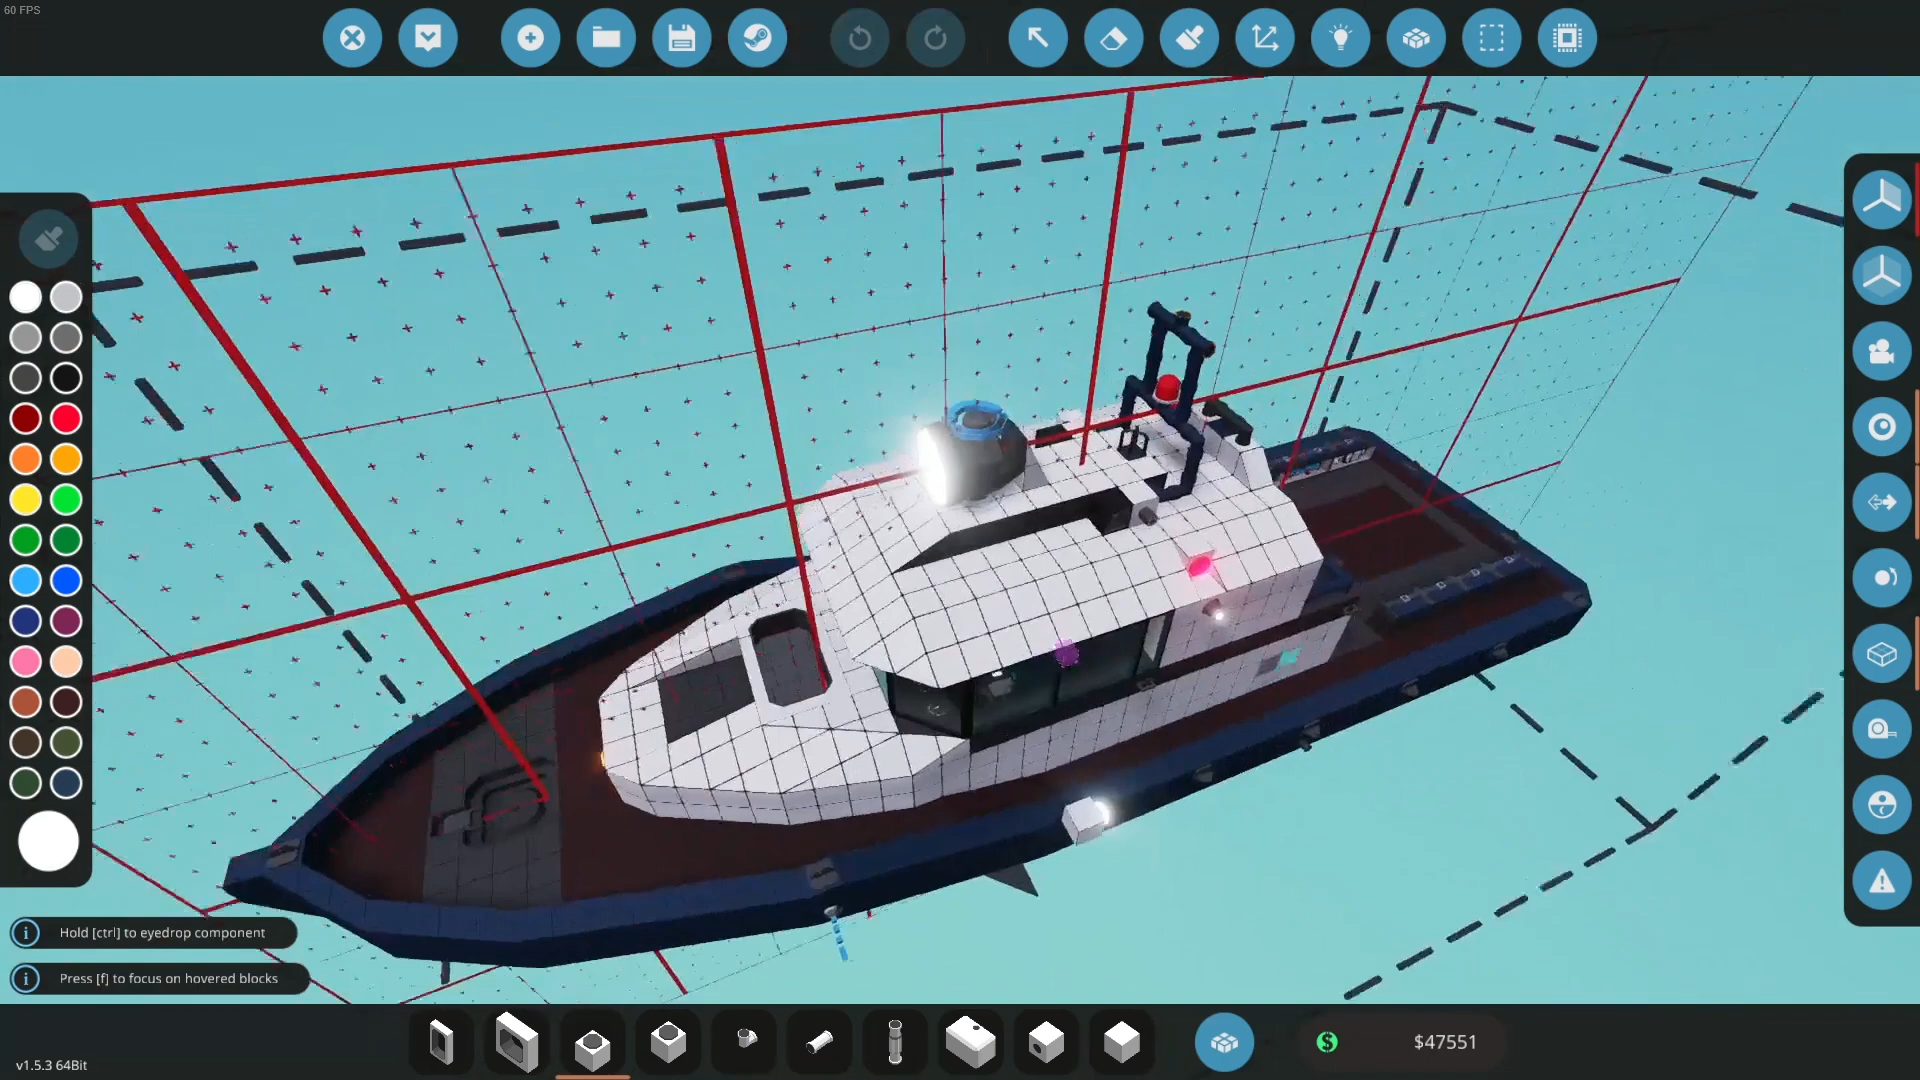 60 FPS
Hold [ctrl] to eyedrop component
Press [f] to focus on hovered blocks
v1.5.3 64Bit
$47551